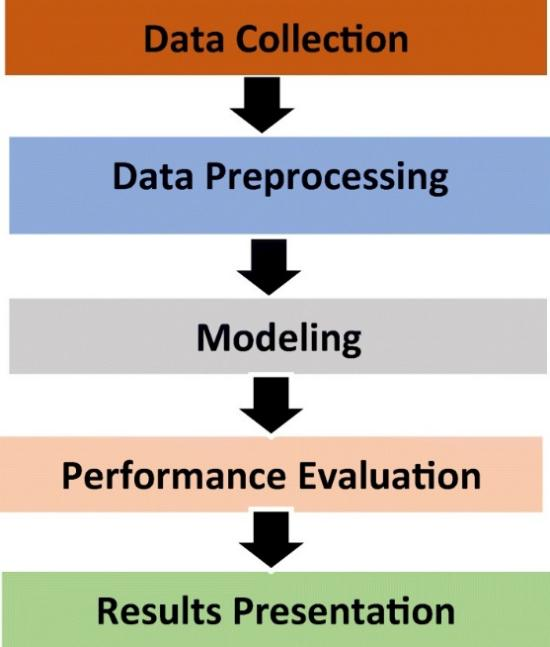 Data Collection
Data Preprocessing
Modeling
Performance Evaluation
Results Presentation